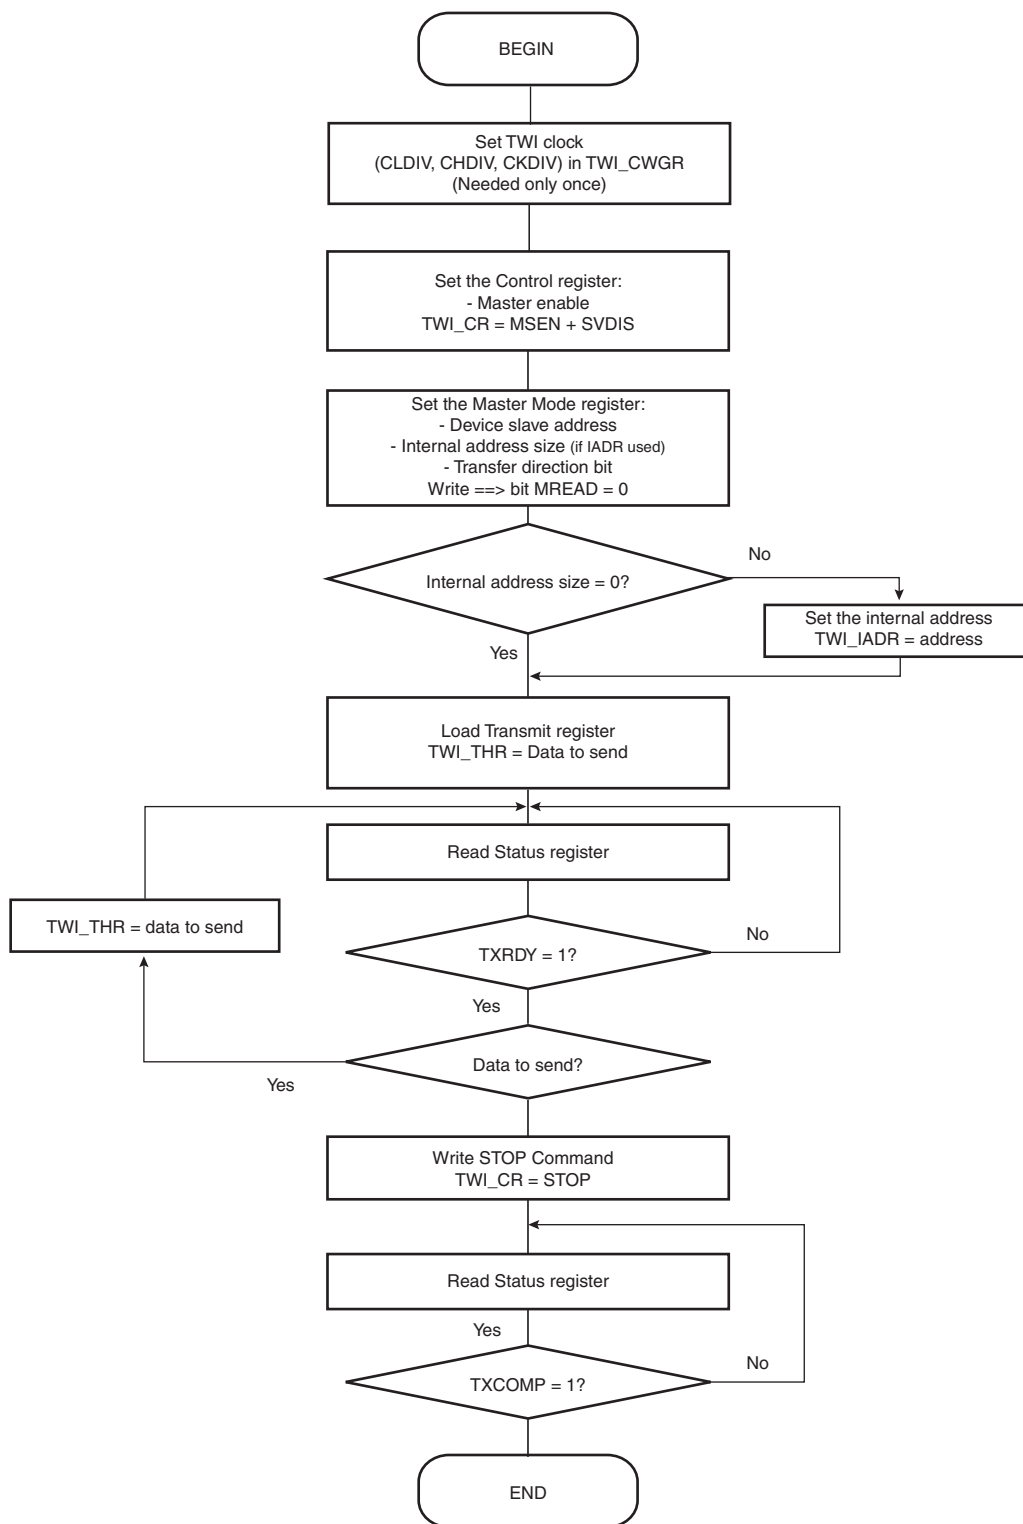 BEGIN
Set TWI clock
(CLDIV, CHDIV, CKDIV) in TWI_CWGR
(Needed only once)
Set the Control register:
- Master enable
TWI_CR = MSEN + SVDIS
Set the Master Mode register:
- Device slave address
- Internal address size (if IADR used)
- Transfer direction bit
Write ==> bit MREAD = 0
No
Internal address size = 0?
Set the internal address
TWI_IADR = address
Yes
Load Transmit register
TWI_THR = Data to send
Read Status register
TWI_THR = data to send
No
TXRDY = 1?
Yes
Data to send?
Yes
Write STOP Command
TWI_CR = STOP
Read Status register
Yes
No
TXCOMP = 1?
END